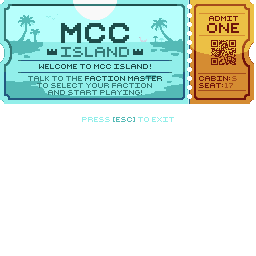 MCC
ISLAND
WELCOME TO MCC ISLAND!
TALK TO THE FACTION MASTER
TO SELECT YOUR FACTION
AND START PLAYING!
ADMIT
ONE
CABIN:S
SEAT:17
PRESS [ESC] TO EXIT